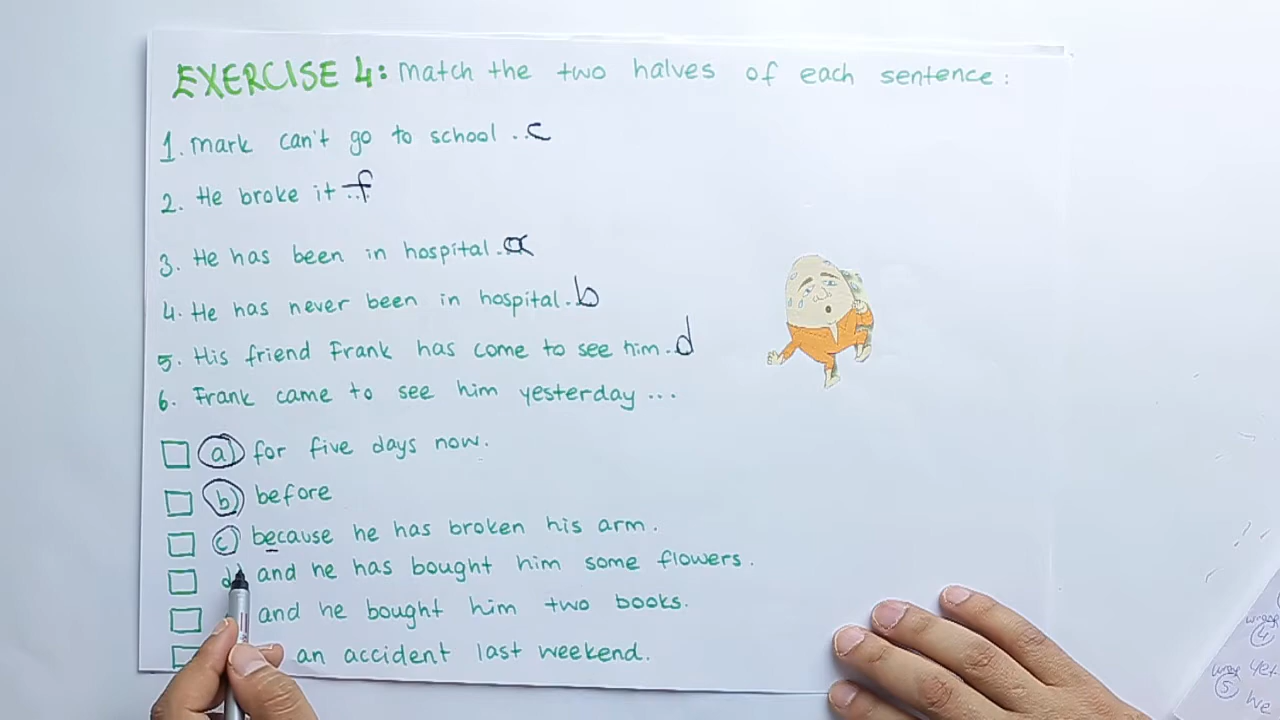 EXERCISE 4: Match the two halves of each sentence:
1. Mark can't go to school ..c
2. He broke it ..f
3. He has been in hospital..a
4. He has never been in hospital..b
5. His friend Frank has come to see him..d
6. Frank came to see him yesterday ...
a) for five days now.
b) before
c) because he has broken his arm.
d) and he has bought him some flowers.
and he bought him two books.
an accident last weekend.
4
yet
5
we